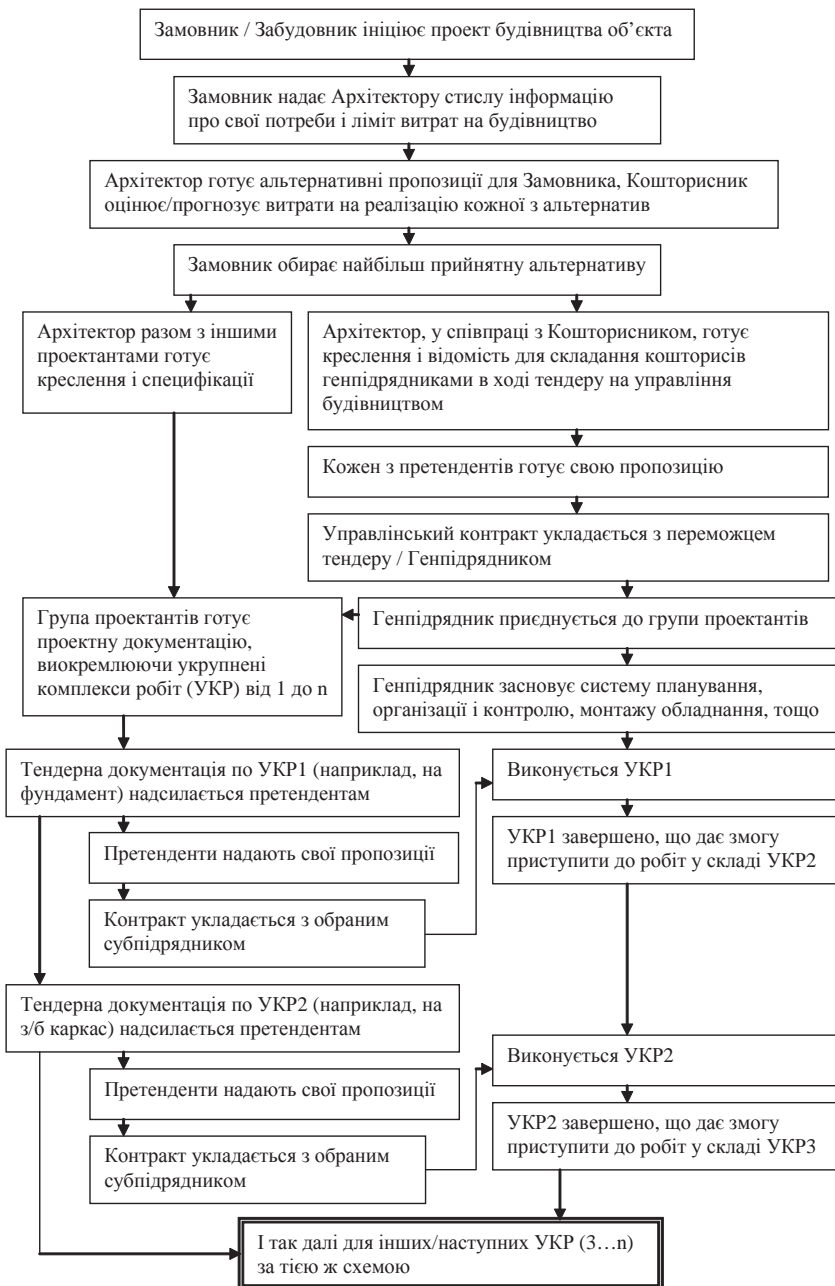 Замовник / Забудовник ініціює проект будівництва об’єкта
Замовник надає Архітектору стислу інформацію
про свої потреби і ліміт витрат на будівництво
Архітектор готує альтернативні пропозиції для Замовника, Кошторисник
оцінює/прогнозує витрати на реалізацію кожної з альтернатив
Замовник обирає найбільш прийнятну альтернативу
Архітектор разом з іншими
проектантами готує
креслення і специфікації
Архітектор, у співпраці з Кошторисником, готує
креслення і відомість для складання кошторисів
генпідрядниками в ході тендеру на управління
будівництвом
Кожен з претендентів готує свою пропозицію
Управлінський контракт укладається з переможцем
тендеру / Генпідрядником
Група проектантів готує
проектну документацію,
виокремлюючи укрупнені
комплекси робіт (УКР) від 1 до n
Генпідрядник приєднується до групи проектантів
Генпідрядник засновує систему планування,
організації і контролю, монтажу обладнання, тощо
Тендерна документація по УКР1 (наприклад, на
фундамент) надсилається претендентам
Виконується УКР1
Претенденти надають свої пропозиції
УКР1 завершено, що дає змогу
приступити до робіт у складі УКР2
Контракт укладається з обраним
субпідрядником
Тендерна документація по УКР2 (наприклад, на
з/б каркас) надсилається претендентам
Виконується УКР2
Претенденти надають свої пропозиції
УКР2 завершено, що дає змогу
приступити до робіт у складі УКР3
Контракт укладається з обраним
субпідрядником
І так далі для інших/наступних УКР (3…n)
за тією ж схемою